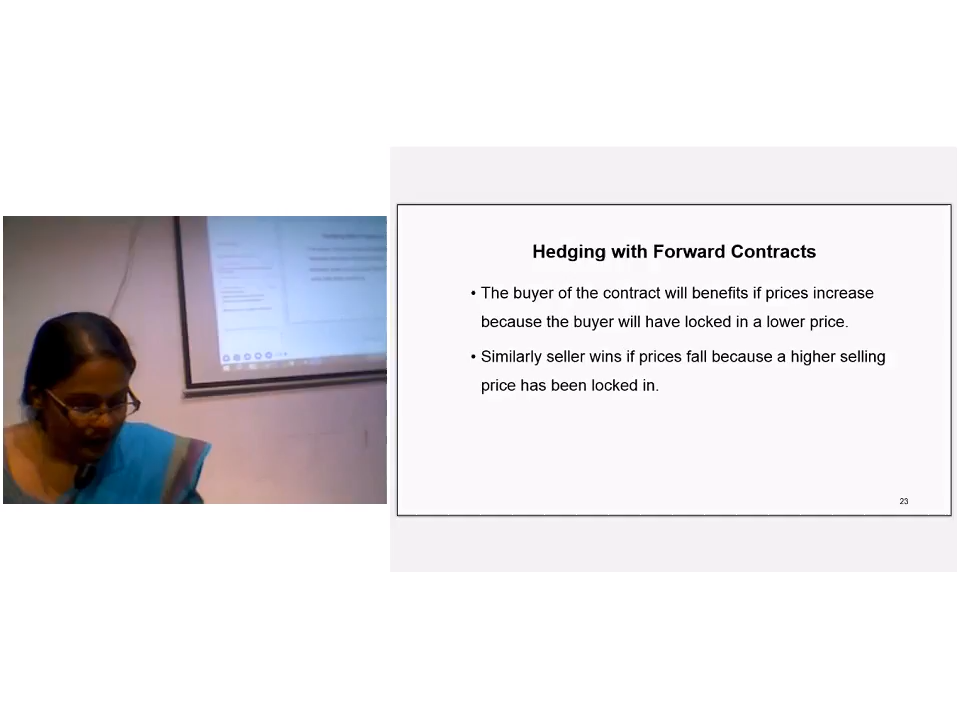 Hedging with Forward Contracts
• The buyer of the contract will benefits if prices increase
because the buyer will have locked in a lower price.
• Similarly seller wins if prices fall because a higher selling
price has been locked in.
23